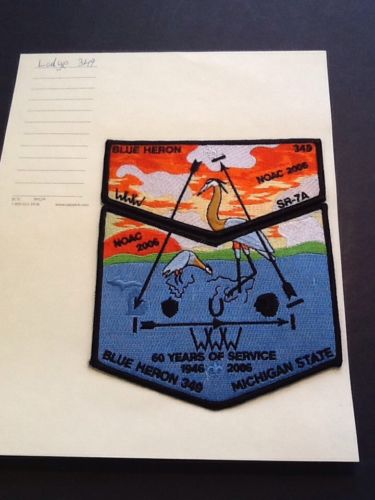 Lodge 349
BLUE HERON 349
NOAC 2006
WWW
SR-7A
NOAC
2006
WWW
60 YEARS OF SERVICE
1946 2006
BLUE HERON 349 MICHIGAN STATE